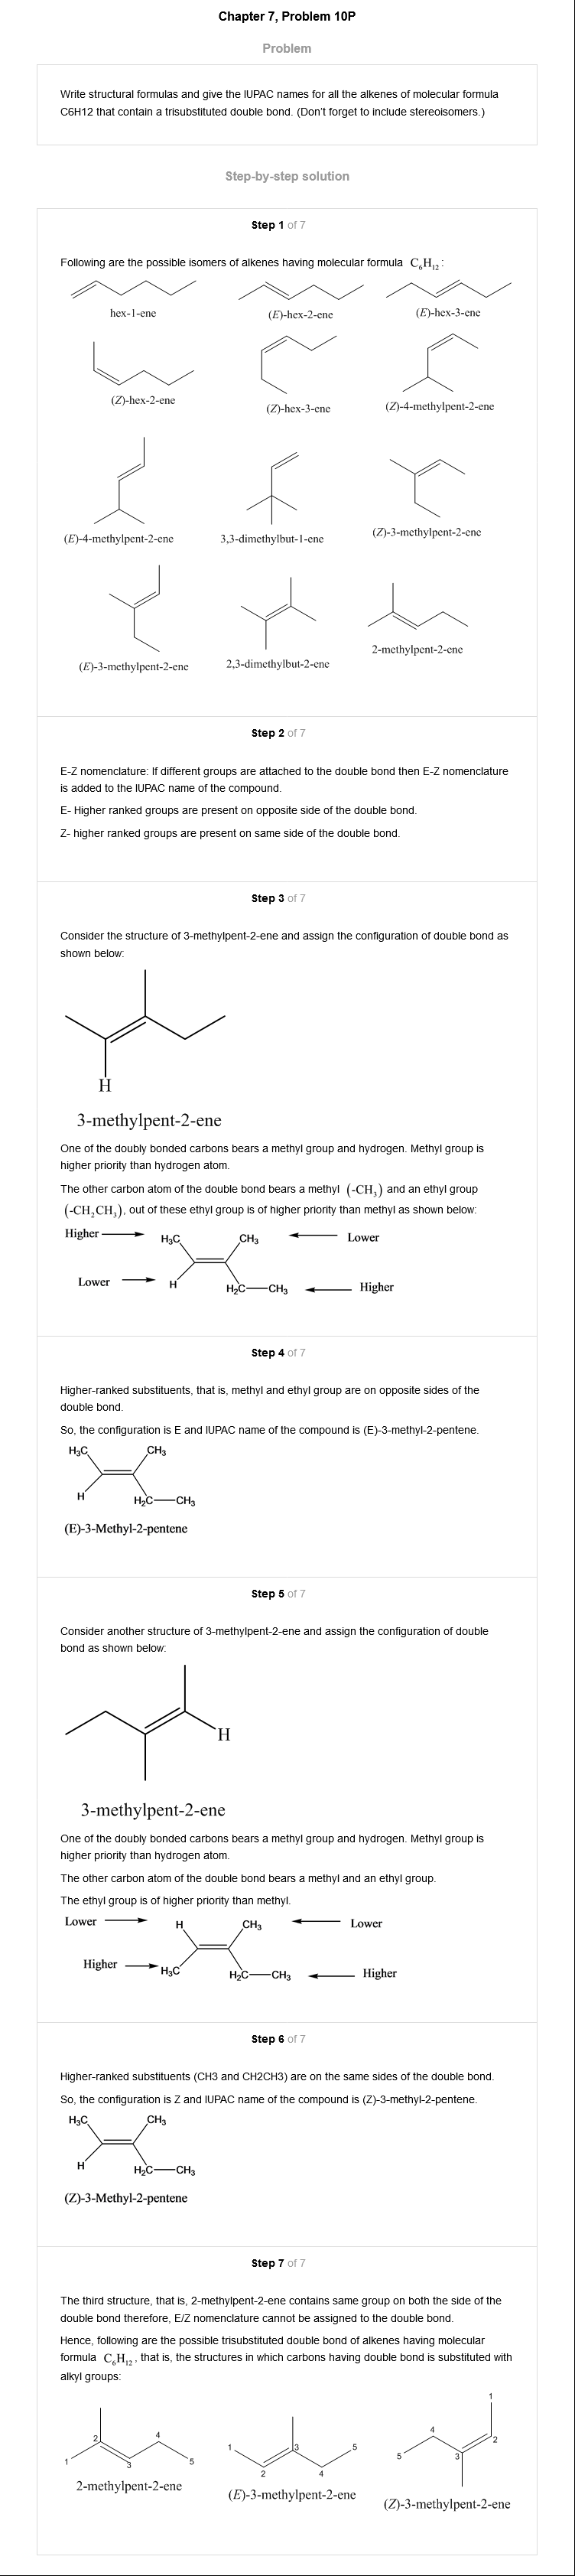 Chapter 7, Problem 10P
Problem
Write structural formulas and give the IUPAC names for all the alkenes of molecular formula
C6H12 that contain a trisubstituted double bond. (Don't forget to include stereoisomers.)
Step-by-step solution
Step 1 of 7
Following are the possible isomers of alkenes having molecular formula C₆H₁₂:
hex-1-ene
(E)-hex-2-ene
(E)-hex-3-ene
(Z)-hex-2-ene
(Z)-hex-3-ene
(Z)-4-methylpent-2-ene
(E)-4-methylpent-2-ene
3,3-dimethylbut-1-ene
(Z)-3-methylpent-2-ene
(E)-3-methylpent-2-ene
2,3-dimethylbut-2-ene
2-methylpent-2-ene
Step 2 of 7
E-Z nomenclature: If different groups are attached to the double bond then E-Z nomenclature
is added to the IUPAC name of the compound.
E- Higher ranked groups are present on opposite side of the double bond.
Z- higher ranked groups are present on same side of the double bond.
Step 3 of 7
Consider the structure of 3-methylpent-2-ene and assign the configuration of double bond as
shown below:
H
3-methylpent-2-ene
One of the doubly bonded carbons bears a methyl group and hydrogen. Methyl group is
higher priority than hydrogen atom.
The other carbon atom of the double bond bears a methyl (-CH₃) and an ethyl group
(-CH₂CH₃), out of these ethyl group is of higher priority than methyl as shown below:
Higher H₃C CH₃ Lower
Lower H H₂C CH₃ Higher
Step 4 of 7
Higher-ranked substituents, that is, methyl and ethyl group are on opposite sides of the
double bond.
So, the configuration is E and IUPAC name of the compound is (E)-3-methyl-2-pentene.
H₃C CH₃
H H₂C CH₃
(E)-3-Methyl-2-pentene
Step 5 of 7
Consider another structure of 3-methylpent-2-ene and assign the configuration of double
bond as shown below:
H
3-methylpent-2-ene
One of the doubly bonded carbons bears a methyl group and hydrogen. Methyl group is
higher priority than hydrogen atom.
The other carbon atom of the double bond bears a methyl and an ethyl group.
The ethyl group is of higher priority than methyl.
Lower H CH₃ Lower
Higher H₃C H₂C CH₃ Higher
Step 6 of 7
Higher-ranked substituents (CH3 and CH2CH3) are on the same sides of the double bond.
So, the configuration is Z and IUPAC name of the compound is (Z)-3-methyl-2-pentene.
H₃C CH₃
H H₂C CH₃
(Z)-3-Methyl-2-pentene
Step 7 of 7
The third structure, that is, 2-methylpent-2-ene contains same group on both the side of the
double bond therefore, E/Z nomenclature cannot be assigned to the double bond.
Hence, following are the possible trisubstituted double bond of alkenes having molecular
formula C₆H₁₂, that is, the structures in which carbons having double bond is substituted with
alkyl groups:
1 2 3 4 5
2-methylpent-2-ene
1 2 3 4 5
(E)-3-methylpent-2-ene
1 2 3 4 5
(Z)-3-methylpent-2-ene